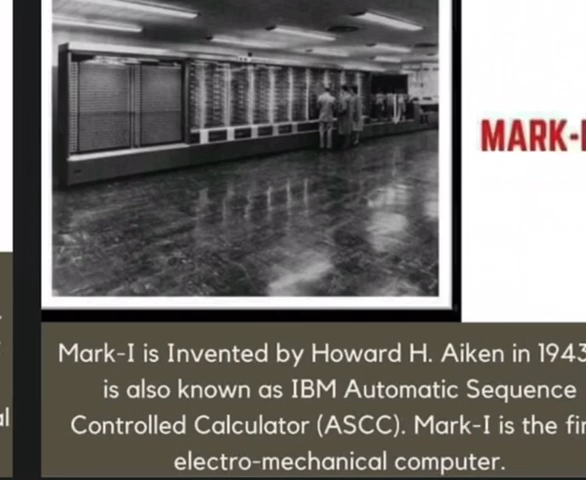 MARK-I
Mark-I is Invented by Howard H. Aiken in 1943
is also known as IBM Automatic Sequence
Controlled Calculator (ASCC). Mark-I is the
electro-mechanical computer.